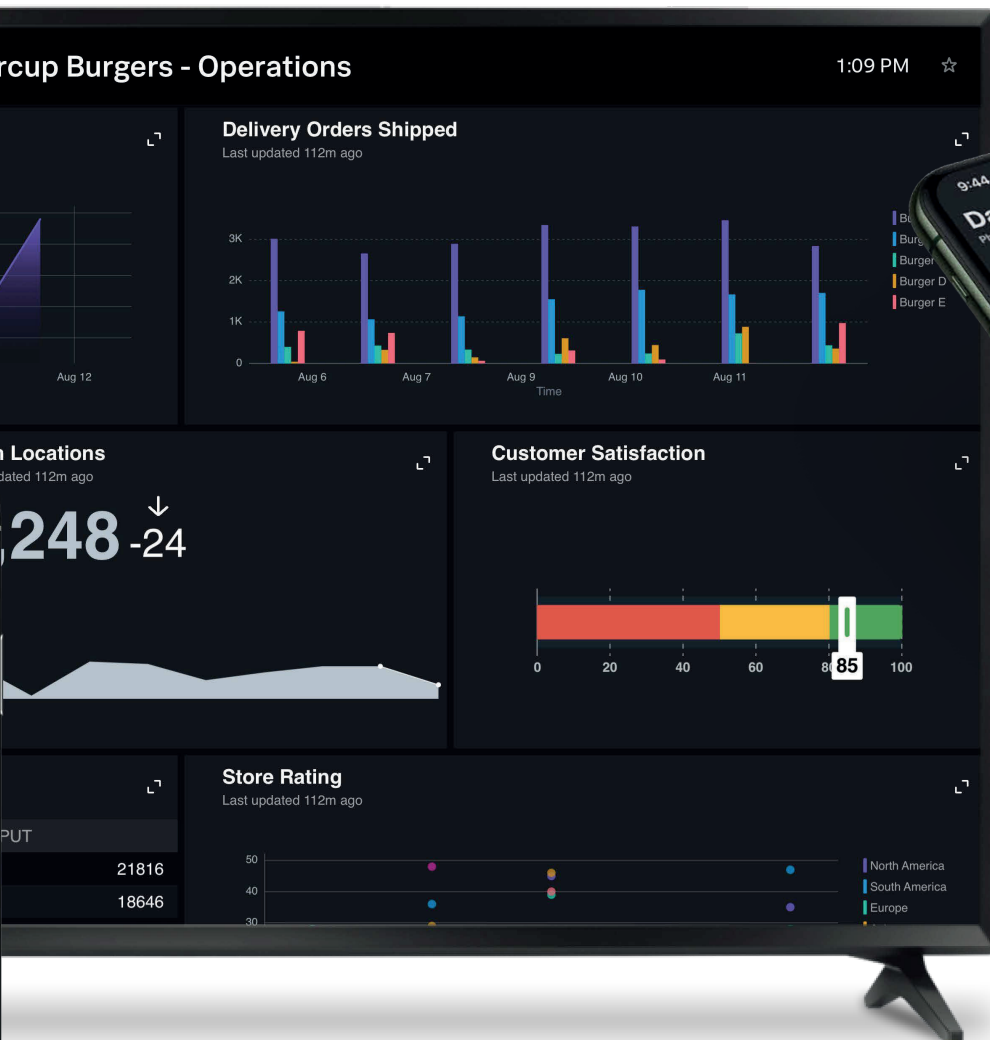 Burgers - Operations
1:09 PM
Delivery Orders Shipped
Last updated 112m ago
3K
2K
1K
0
Aug 6
Aug 7
Aug 9
Aug 10
Aug 11
Time
Burger
Burger D
Burger E
9:44
Aug 12
Locations
112m ago
248 -24
Customer Satisfaction
Last updated 112m ago
0
20
40
60
85
100
Store Rating
Last updated 112m ago
21816
18646
50
40
30
North America
South America
Europe